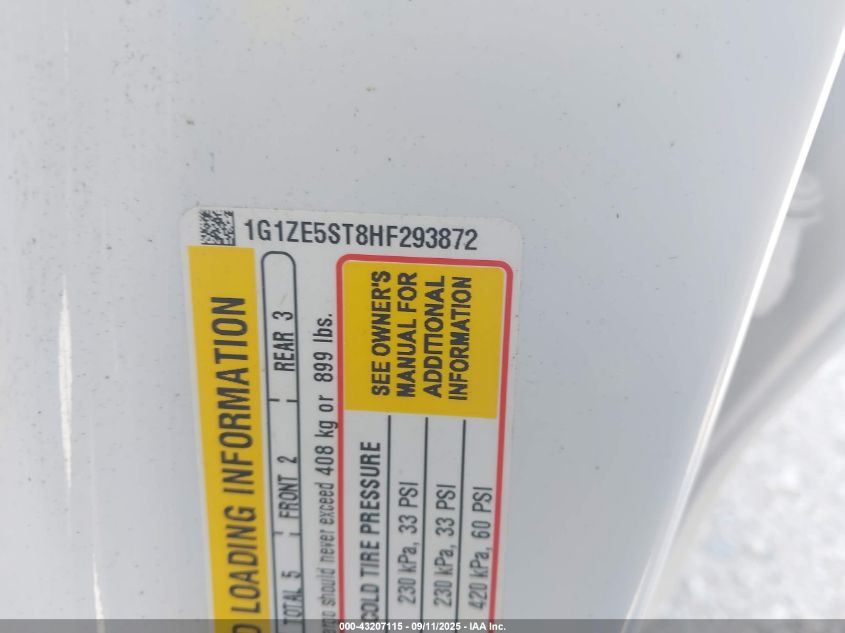 1G1ZE5ST8HF293872
LOADING INFORMATION
TOTAL 5 FRONT 2 REAR 3
should never exceed 408 kg or 899 lbs.
SEE OWNER'S
MANUAL FOR
ADDITIONAL
INFORMATION
COLD TIRE PRESSURE
230 kPa, 33 PSI
230 kPa, 33 PSI
420 kPa, 60 PSI
000-43207115 - 09/11/2025 - IAA Inc.